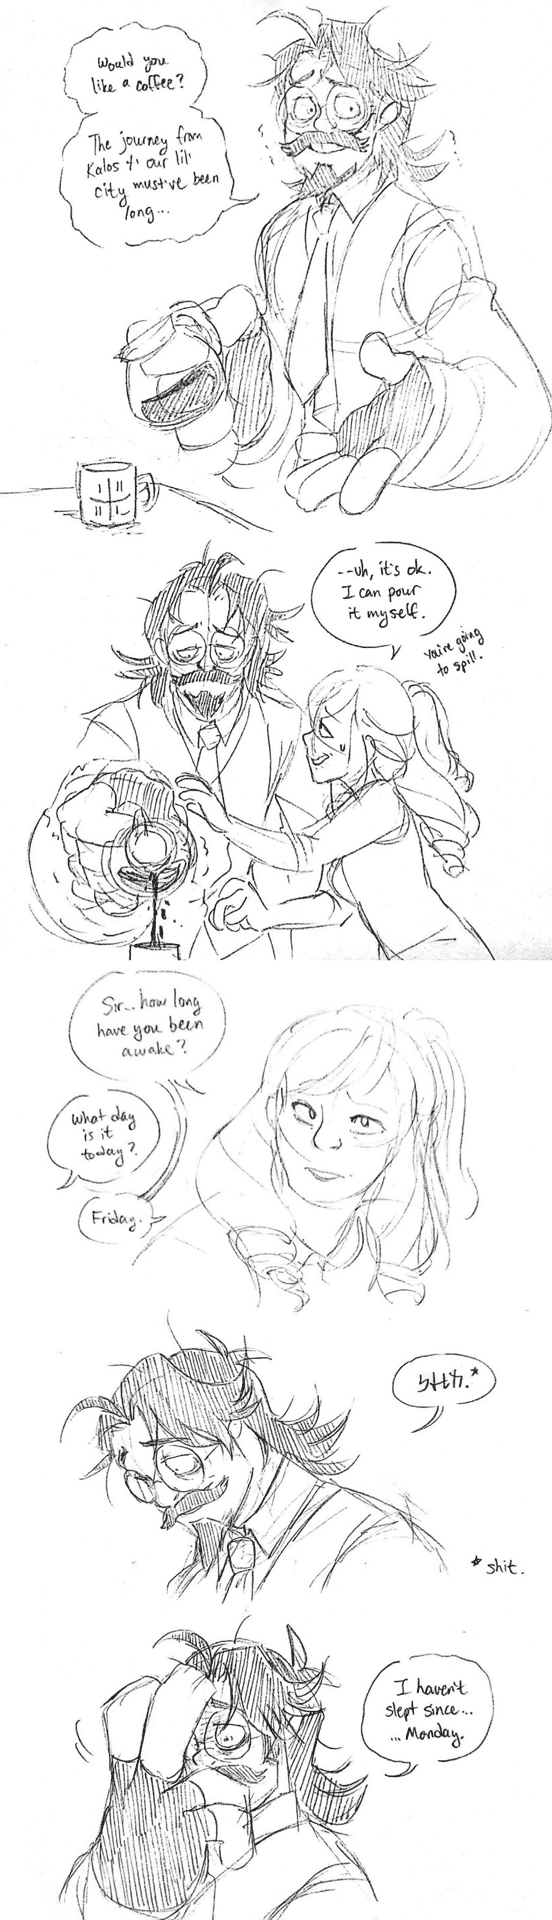 Would you
like a coffee?
The journey from
Kalos t' our lil'
city must've been
long...
--uh, it's ok.
I can pour
it myself.
You're going
to spill.
Sir... how long
have you been
awake?
What day
is it
today?
Friday.
* shit.
I haven't
slept since...
... Monday.